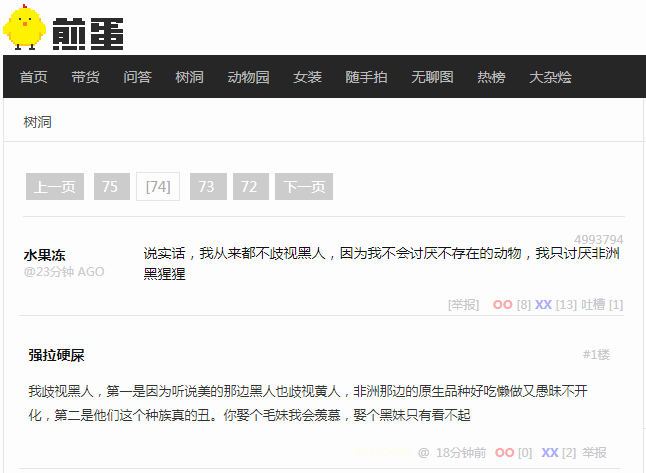 煎蛋
首页 带货 问答 树洞 动物园 女装 随手拍 无聊图 热榜 大杂烩
树洞
上一页 75 [74] 73 72 下一页
4993794
水果冻
@23分钟 AGO
说实话，我从来都不歧视黑人，因为我不会讨厌不存在的动物，我只讨厌非洲
黑猩猩
[举报] OO [8] XX [13] 吐槽 [1]
强拉硬屎
#1楼
我歧视黑人，第一是因为听说美的那边黑人也歧视黄人，非洲那边的原生品种好吃懒做又愚昧不开
化，第二是他们这个种族真的丑。你娶个毛妹我会羡慕，娶个黑妹只有看不起
@ 18分钟前 OO [0] XX [2] 举报